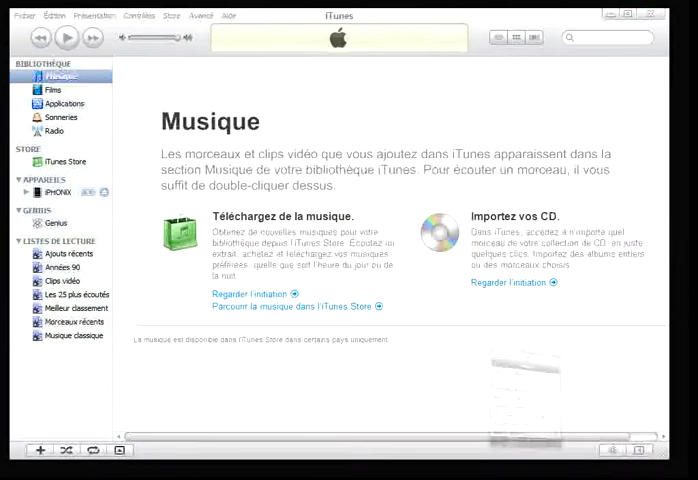 Fichier Édition Présentation Contrôles Store Avancé Aide
iTunes
BIBLIOTHÈQUE
Musique
Films
Applications
Sonneries
Radio
STORE
iTunes Store
APPAREILS
iPHONIX
GENIUS
Genius
LISTES DE LECTURE
Ajouts récents
Années 90
Clips vidéo
Les 25 plus écoutés
Meilleur classement
Morceaux récents
Musique classique
Musique
Les morceaux et clips vidéo que vous ajoutez dans iTunes apparaissent dans la
section Musique de votre bibliothèque iTunes. Pour écouter un morceau, il vous
suffit de double-cliquer dessus.
Téléchargez de la musique.
Obtenez de nouvelles musiques pour votre
bibliothèque depuis l'iTunes Store. Écoutez un
extrait, achetez et téléchargez vos musiques
préférées, quelle que soit l'heure du jour ou de
la nuit.
Regarder l'initiation
Parcourir la musique dans l'iTunes Store
Importez vos CD.
Dans iTunes, accédez à n'importe quel
morceau de votre collection de CD, en juste
quelques clics. Importez des albums entiers
ou des morceaux choisis.
Regarder l'initiation
La musique est disponible dans l'iTunes Store dans certains pays uniquement.